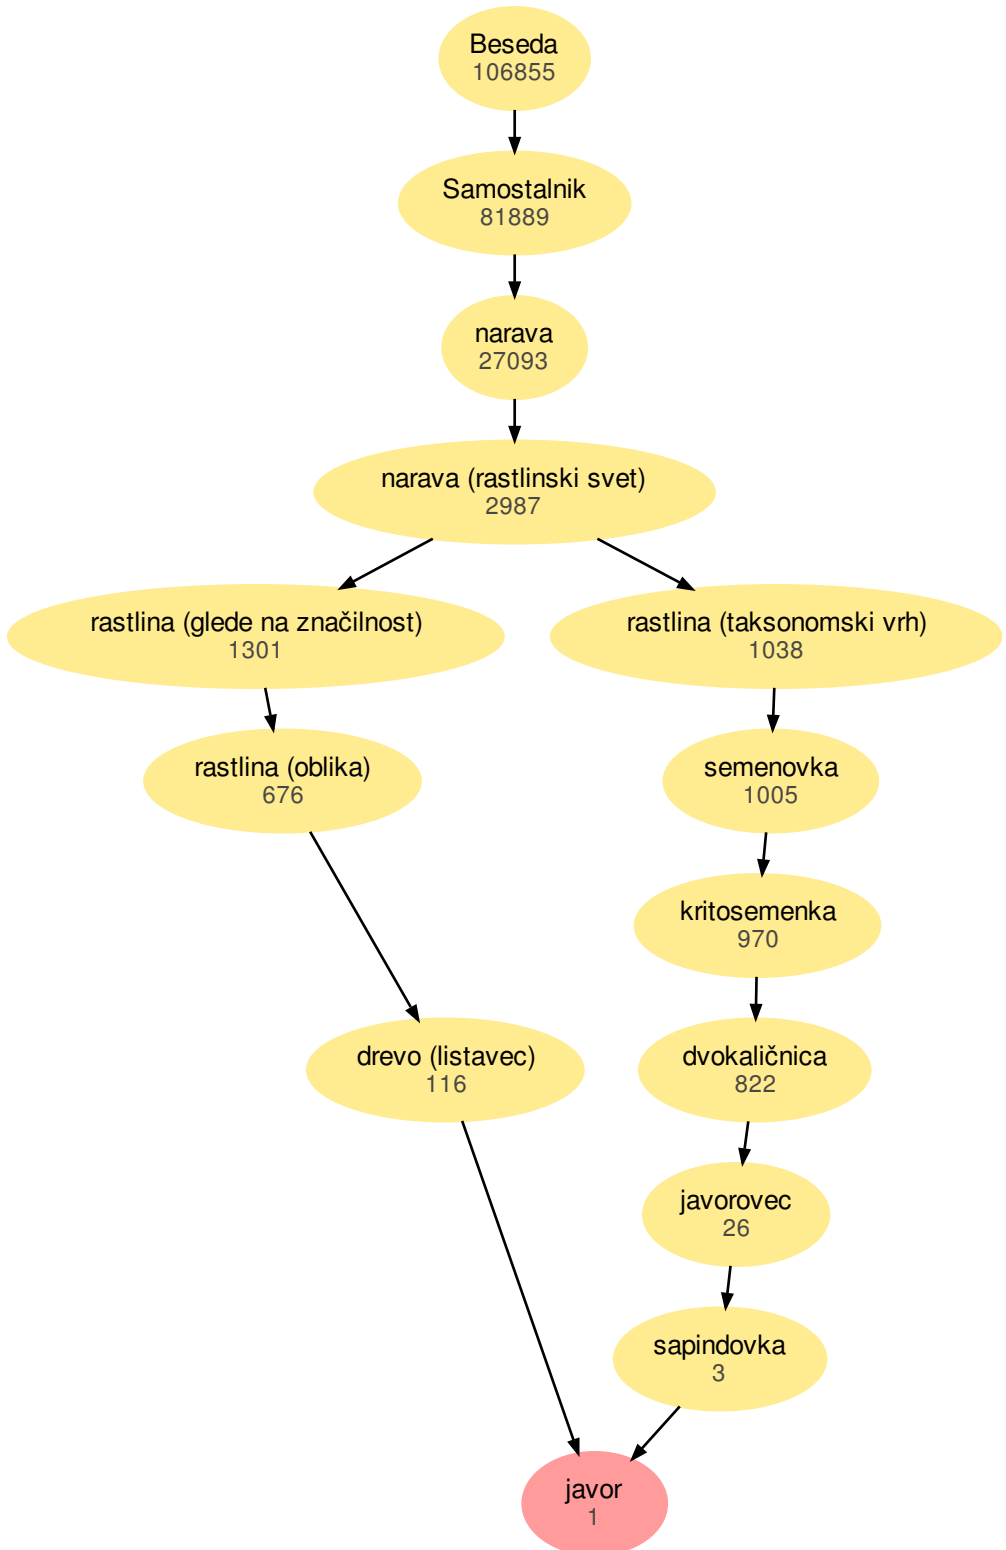 Beseda
106855
Samostalnik
81889
narava
27093
narava (rastlinski svet)
2987
rastlina (glede na značilnost)
1301
rastlina (taksonomski vrh)
1038
rastlina (oblika)
676
semenovka
1005
kritosemenka
970
drevo (listavec)
116
dvokaličnica
822
javorovec
26
sapindovka
3
javor
1